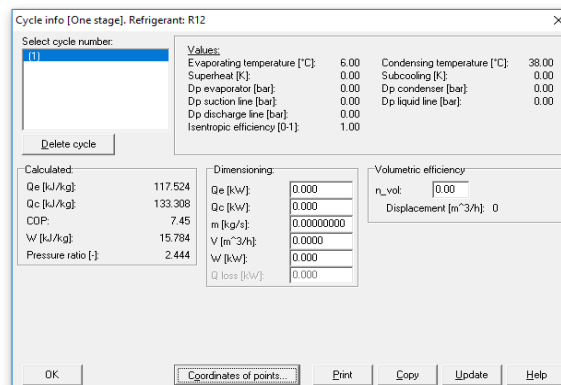 Cycle info [One stage]. Refrigerant: R12
Select cycle number:
(1)
Delete cycle
Values:
Evaporating temperature [°C]: 6.00 Condensing temperature [°C]: 38.00
Superheat [K]: 0.00 Subcooling [K]: 0.00
Dp evaporator [bar]: 0.00 Dp condenser [bar]: 0.00
Dp suction line [bar]: 0.00 Dp liquid line [bar]: 0.00
Dp discharge line [bar]: 0.00
Isentropic efficiency [0-1]: 1.00
Calculated:
Qe [kJ/kg]: 117.524
Qc [kJ/kg]: 133.308
COP: 7.45
W [kJ/kg]: 15.784
Pressure ratio [-]: 2.444
Dimensioning:
Qe [kW]: 0.000
Qc [kW]: 0.000
m [kg/s]: 0.00000000
V [m^3/h]: 0.0000
W [kW]: 0.000
Q loss [kW]: 0.000
Volumetric efficiency
n_vol: 0.00
Displacement [m^3/h]: 0
OK Coordinates of points... Print Copy Update Help